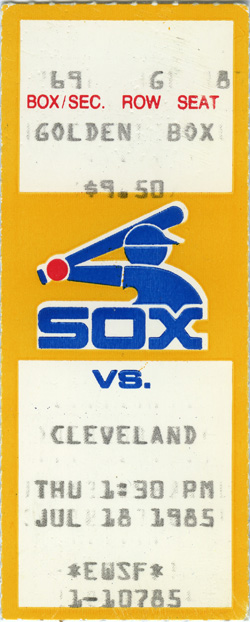 69 G 8
BOX/SEC. ROW SEAT
GOLDEN BOX
$9.50
SOX
VS.
CLEVELAND
THU 1:30 PM
JUL 18 1985
*EWSF*
1-10785